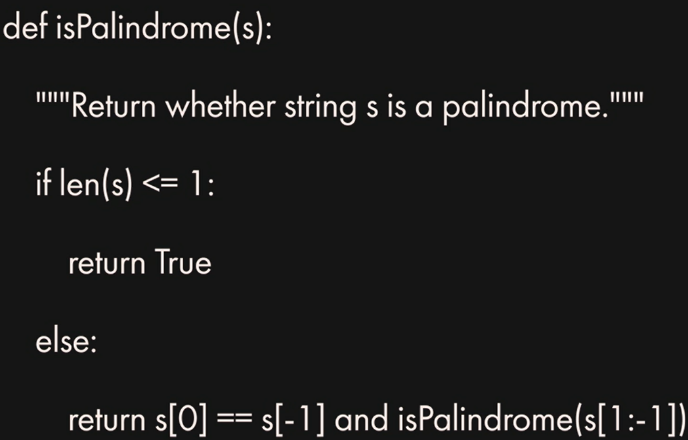 def isPalindrome(s):
"""Return whether string s is a palindrome."""
if len(s) <= 1:
return True
else:
return s[0] == s[-1] and isPalindrome(s[1:-1])